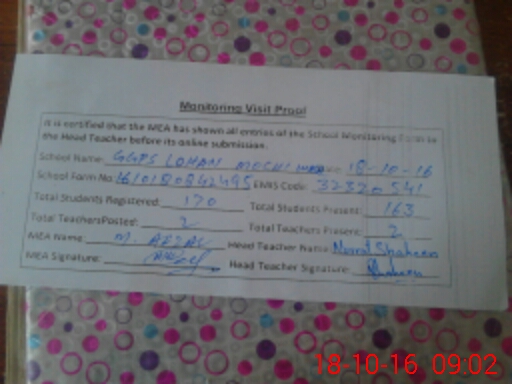 Monitoring Visit Proof
It is certified that the MEA has shown all entries of the School Monitoring Form to
the Head Teacher before its online submission.
School Name: GGPS LOHAN MOCHI 18-10-16
School Form No: 1610180842495 EMIS Code: 32320541
Total Students Registered: 170 Total Students Present: 163
Total TeachersPosted: 2 Total Teachers Present: 2
MEA Name: M. AFZAL Head Teacher Name Shaheen
MEA Signature: Head Teacher Signature:
18-10-16 09:02